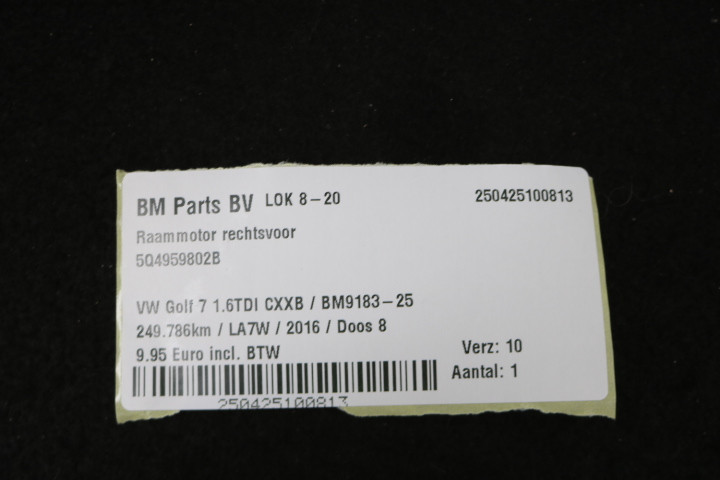 BM Parts BV LOK 8-20 250425100813
Raammotor rechtsvoor
5Q4959802B
VW Golf 7 1.6TDI CXXB / BM9183-25
249.786km / LA7W / 2016 / Doos 8
9.95 Euro incl. BTW
Verz: 10
Aantal: 1
250425100813